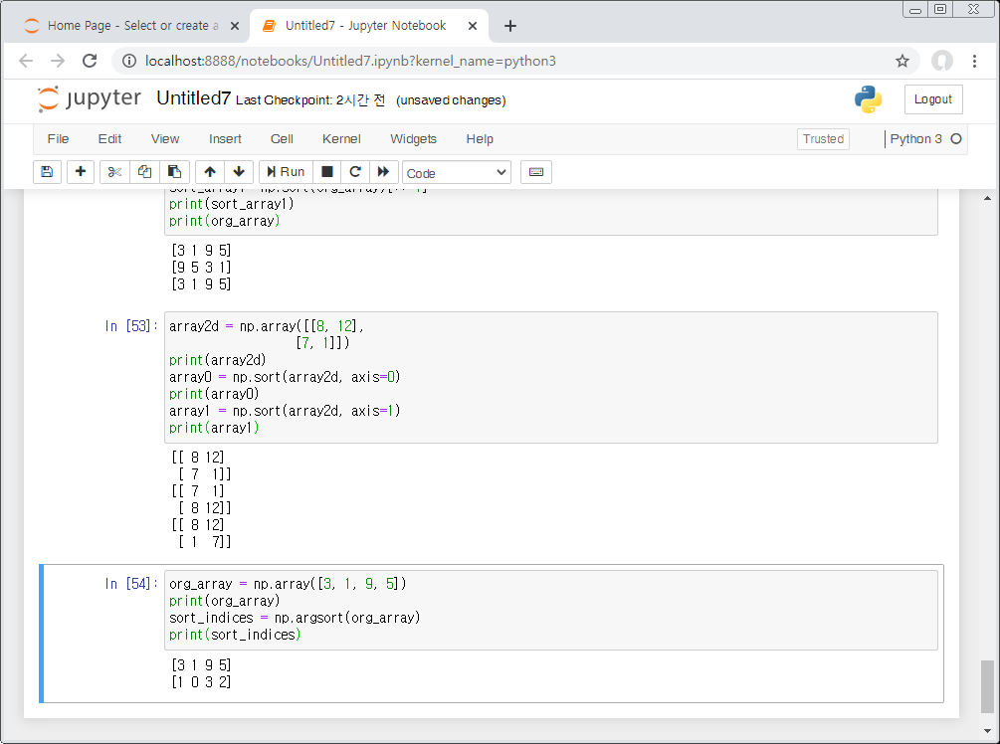 Home Page - Select or create a
Untitled7 - Jupyter Notebook
localhost:8888/notebooks/Untitled7.ipynb?kernel_name=python3
jupyter Untitled7 Last Checkpoint: 2시간 전 (unsaved changes)
Logout
File Edit View Insert Cell Kernel Widgets Help
Trusted
Python 3
Run
Code
print(sort_array1)
print(org_array)
[3 1 9 5]
[9 5 3 1]
[3 1 9 5]
In [53]:
array2d = np.array([[8, 12],
[7, 1]])
print(array2d)
array0 = np.sort(array2d, axis=0)
print(array0)
array1 = np.sort(array2d, axis=1)
print(array1)
[[ 8 12]
[ 7 1]]
[[ 7 1]
[ 8 12]]
[[ 8 12]
[ 1 7]]
In [54]:
org_array = np.array([3, 1, 9, 5])
print(org_array)
sort_indices = np.argsort(org_array)
print(sort_indices)
[3 1 9 5]
[1 0 3 2]